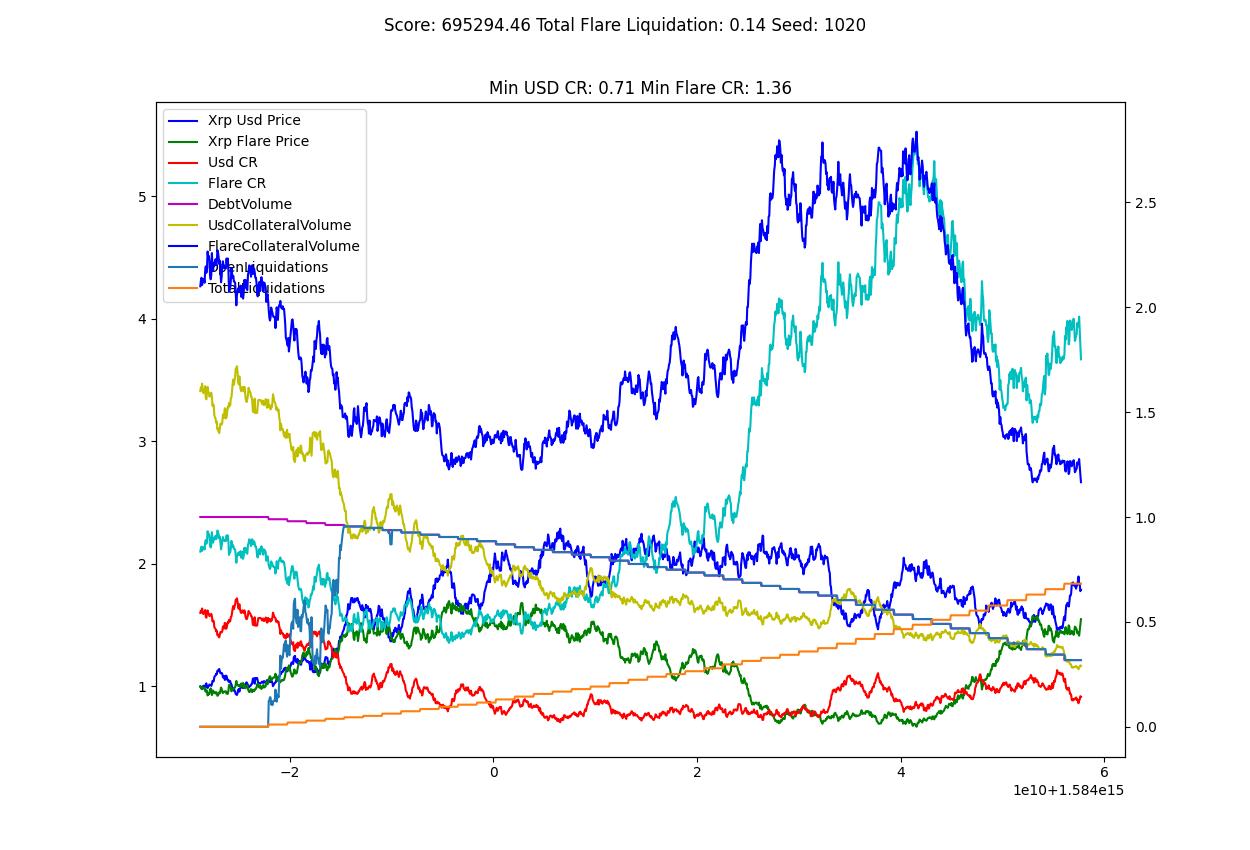 Score: 695294.46 Total Flare Liquidation: 0.14 Seed: 1020
Min USD CR: 0.71 Min Flare CR: 1.36
Xrp Usd Price
Xrp Flare Price
Usd CR
Flare CR
DebtVolume
UsdCollateralVolume
FlareCollateralVolume
OpenLiquidations
TotalLiquidations
5
4
3
2
1
2.5
2.0
1.5
1.0
0.5
0.0
−2
0
2
4
6
1e10+1.584e15